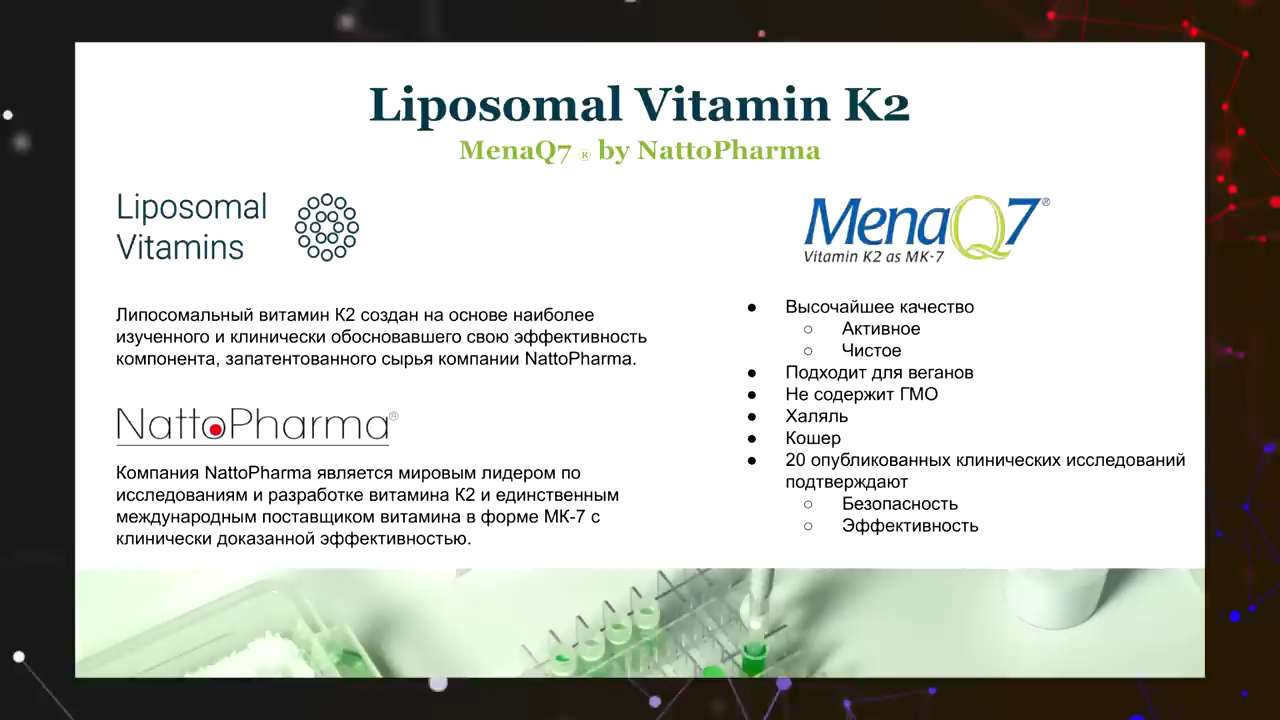 Liposomal Vitamin K2
MenaQ7 ® by NattoPharma
Liposomal
Vitamins
MenaQ7®
Vitamin K2 as MK-7
Липосомальный витамин К2 создан на основе наиболее
изученного и клинически обосновавшего свою эффективность
компонента, запатентованного сырья компании NattoPharma.
NattoPharma®
Компания NattoPharma является мировым лидером по
исследованиям и разработке витамина К2 и единственным
международным поставщиком витамина в форме МК-7 с
клинически доказанной эффективностью.
● Высочайшее качество
○ Активное
○ Чистое
● Подходит для веганов
● Не содержит ГМО
● Халяль
● Кошер
● 20 опубликованных клинических исследований
подтверждают
○ Безопасность
○ Эффективность